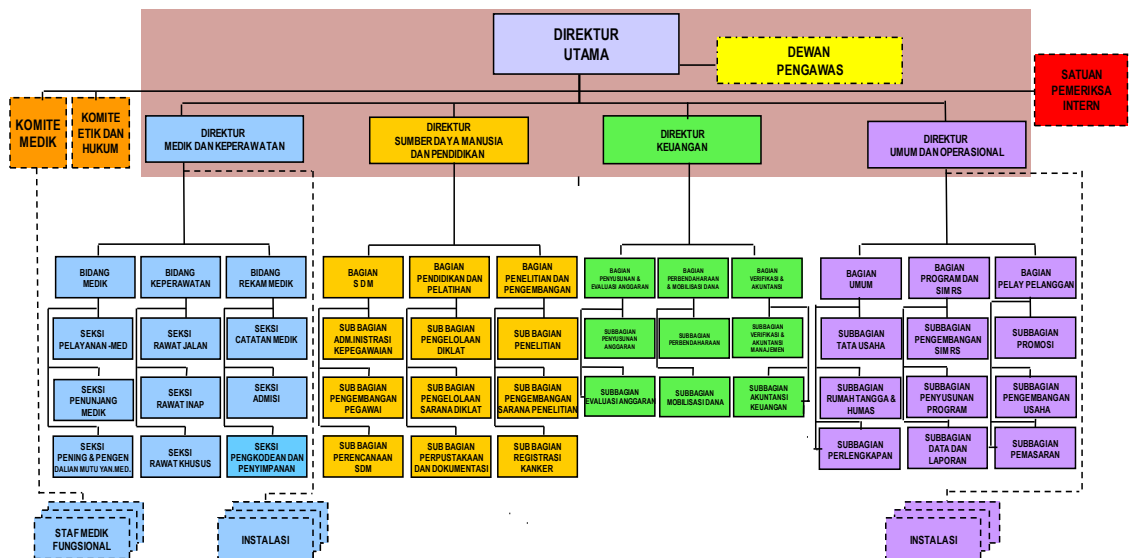 DIREKTUR
UTAMA
DEWAN
PENGAWAS
SATUAN
PEMERIKSA
INTERN
KOMITE
MEDIK
KOMITE
ETIK DAN
HUKUM
DIREKTUR
MEDIK DAN KEPERAWATAN
DIREKTUR
SUMBER DAYA MANUSIA
DAN PENDIDIKAN
DIREKTUR
KEUANGAN
DIREKTUR
UMUM DAN OPERASIONAL
BIDANG
MEDIK
BIDANG
KEPERAWATAN
BIDANG
REKAM MEDIK
BAGIAN
S D M
BAGIAN
PENDIDIKAN DAN
PELATIHAN
BAGIAN
PENELITIAN DAN
PENGEMBANGAN
BAGIAN
PENYUSUNAN &
EVALUASI ANGGARAN
BAGIAN
PERBENDAHARAAN
& MOBILISASI DANA
BAGIAN
VERIFIKASI &
AKUNTANSI
BAGIAN
UMUM
BAGIAN
PROGRAM DAN
SIM RS
BAGIAN
PELAY PELANGGAN
SEKSI
PELAYANAN -MED
SEKSI
RAWAT JALAN
SEKSI
CATATAN MEDIK
SUB BAGIAN
ADM.INISTRASI
KEPEGAWAIAN
SUB BAGIAN
PENGELOLAAN
DIKLAT
SUB BAGIAN
PENELITIAN
SUBBAGIAN
PENYUSUNAN
ANGGARAN
SUBBAGIAN
PERBENDAHARAAN
SUBBAGIAN
VERIFIKASI &
AKUNTANSI
MANAJEMEN
SUBBAGIAN
TATA USAHA
SUBBAGIAN
PENGEMBANGAN
SIM RS
SUBBAGIAN
PROMOSI
SEKSI
PENUNJANG
MEDIK
SEKSI
RAWAT INAP
SEKSI
ADMISI
SUB BAGIAN
PENGEMBANGAN
PEGAWAI
SUB BAGIAN
PENGELOLAAN
SARANA DIKLAT
SUB BAGIAN
PENGEMBANGAN
SARANA PENELITIAN
SUBBAGIAN
EVALUASI ANGGARAN
SUBBAGIAN
MOBILISASI DANA
SUBBAGIAN
AKUNTANSI
KEUANGAN
SUBBAGIAN
RUMAH TANGGA &
HUMAS
SUBBAGIAN
PENYUSUNAN
PROGRAM
SUBBAGIAN
PENGEMBANGAN
USAHA
SEKSI
PENING & PENGEN
DALIAN MUTU YAN.MED.
SEKSI
RAWAT KHUSUS
SEKSI
PENGKODEAN DAN
PENYIMPANAN
SUB BAGIAN
PERENCANAAN
SDM
SUB BAGIAN
PERPUSTAKAAN
DAN DOKUMENTASI
SUB BAGIAN
REGISTRASI
KANKER
SUBBAGIAN
PERLENGKAPAN
SUBBAGIAN
DATA DAN
LAPORAN
SUBBAGIAN
PEMASARAN
STAF MEDIK
FUNGSIONAL
INSTALASI
INSTALASI